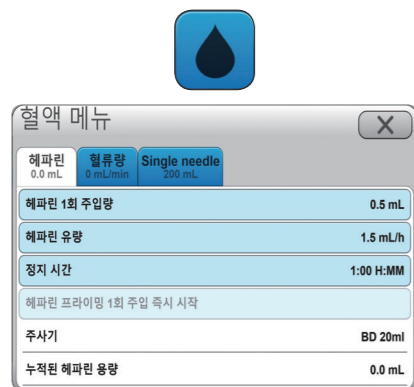 혈액 메뉴
X
헤파린
0.0 mL
혈류량
0 mL/min
Single needle
200 mL
헤파린 1회 주입량 0.5 mL
헤파린 유량 1.5 mL/h
정지 시간 1:00 H:MM
헤파린 프라이밍 1회 주입 즉시 시작
주사기 BD 20ml
누적된 헤파린 용량 0.0 mL